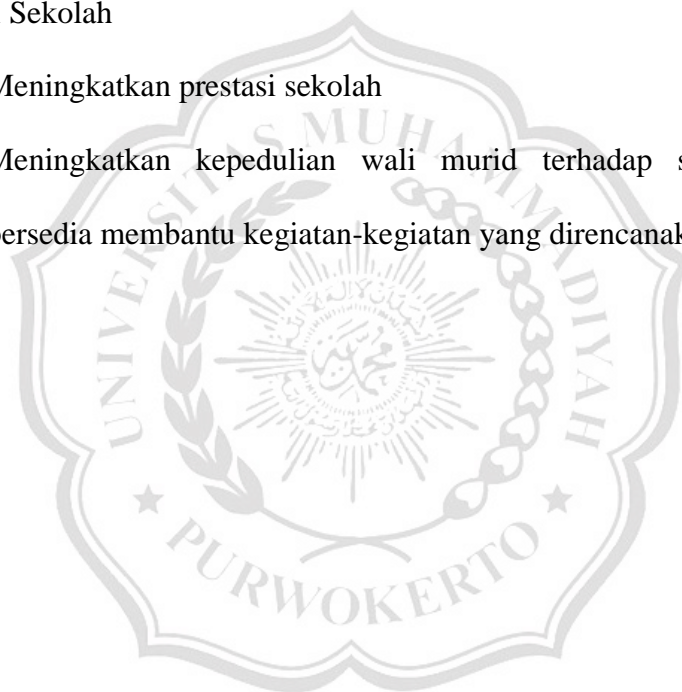 Sekolah
Meningkatkan prestasi sekolah
Meningkatkan kepedulian wali murid terhadap s
bersedia membantu kegiatan-kegiatan yang direncanak
UNIVERSITAS MUHAMMADIYAH
PURWOKERTO